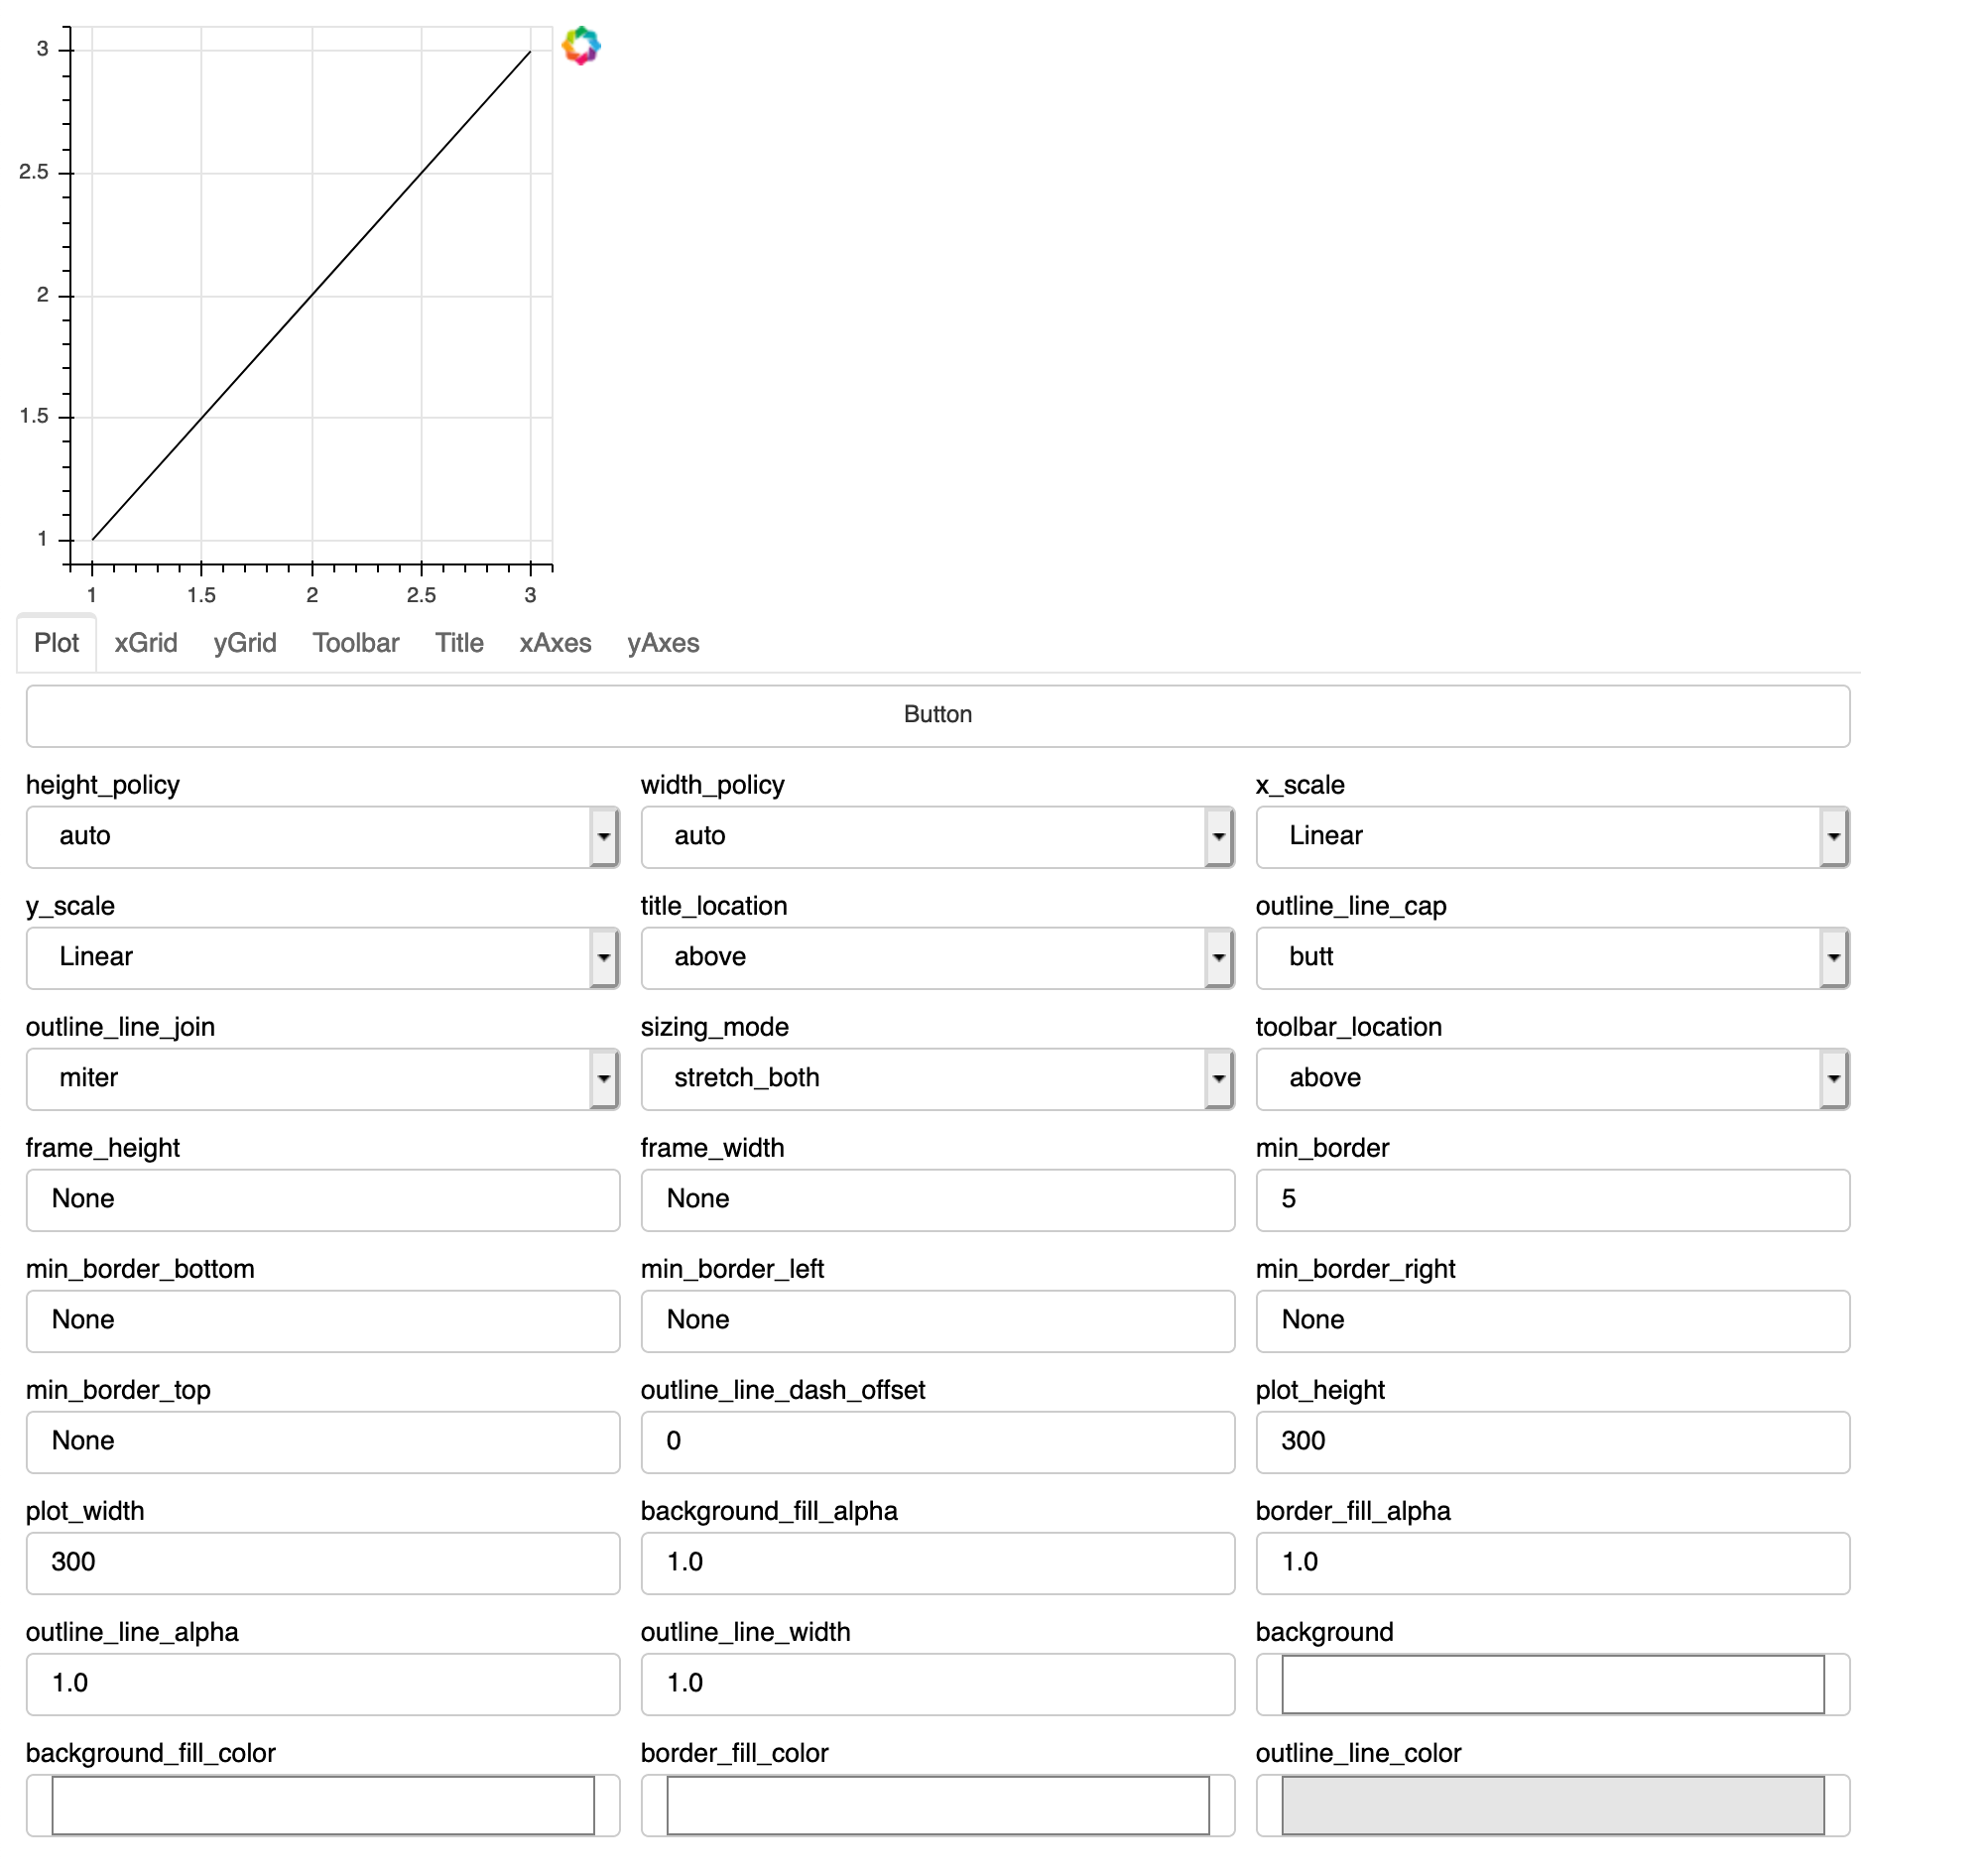 3
2.5
2
1.5
1
1 1.5 2 2.5 3
Plot xGrid yGrid Toolbar Title xAxes yAxes
Button
height_policy width_policy x_scale
auto auto Linear
y_scale title_location outline_line_cap
Linear above butt
outline_line_join sizing_mode toolbar_location
miter stretch_both above
frame_height frame_width min_border
None None 5
min_border_bottom min_border_left min_border_right
None None None
min_border_top outline_line_dash_offset plot_height
None 0 300
plot_width background_fill_alpha border_fill_alpha
300 1.0 1.0
outline_line_alpha outline_line_width background
1.0 1.0
background_fill_color border_fill_color outline_line_color